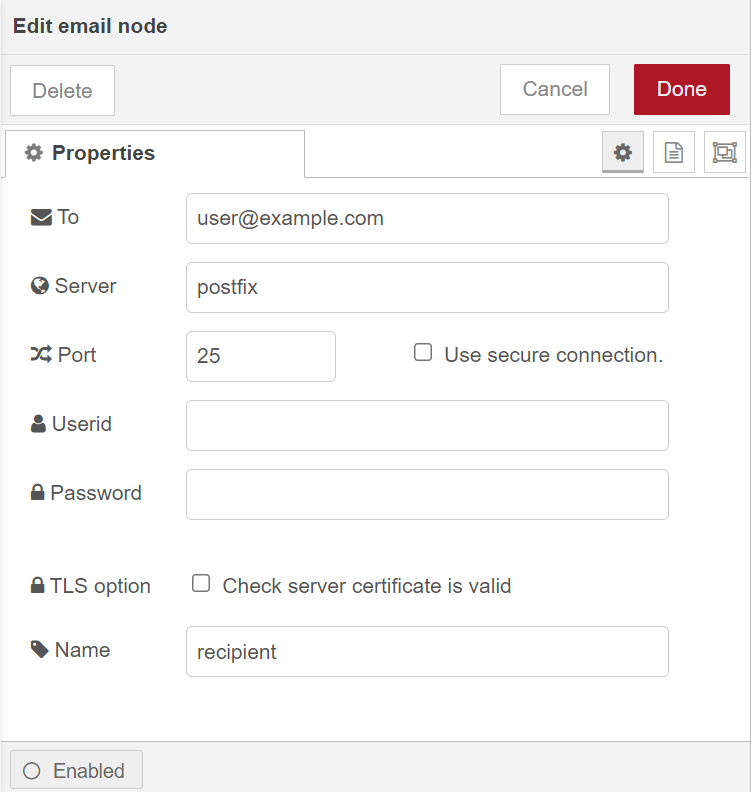 Edit email node
Delete Cancel Done
Properties
To user@example.com
Server postfix
Port 25 Use secure connection.
Userid
Password
TLS option Check server certificate is valid
Name recipient
Enabled